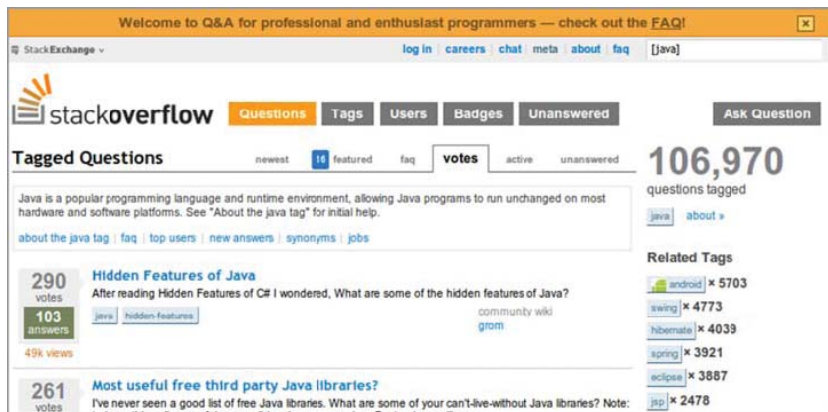 Welcome to Q&A for professional and enthusiast programmers — check out the FAQ!
StackExchange
log in | careers | chat | meta | about | faq
[java]
stackoverflow
Questions Tags Users Badges Unanswered
Ask Question
Tagged Questions
newest 16 featured faq votes active unanswered
106,970
questions tagged
java about »
Java is a popular programming language and runtime environment, allowing Java programs to run unchanged on most
hardware and software platforms. See "About the java tag" for initial help.
about the java tag | faq | top users | new answers | synonyms | jobs
Related Tags
android × 5703
swing × 4773
hibernate × 4039
spring × 3921
eclipse × 3887
jsp × 2478
290
votes
103
answers
49k views
Hidden Features of Java
After reading Hidden Features of C# I wondered, What are some of the hidden features of Java?
java hidden-features
community wiki
grom
261
votes
Most useful free third party Java libraries?
I've never seen a good list of free Java libraries. What are some of your can't-live-without Java libraries? Note: